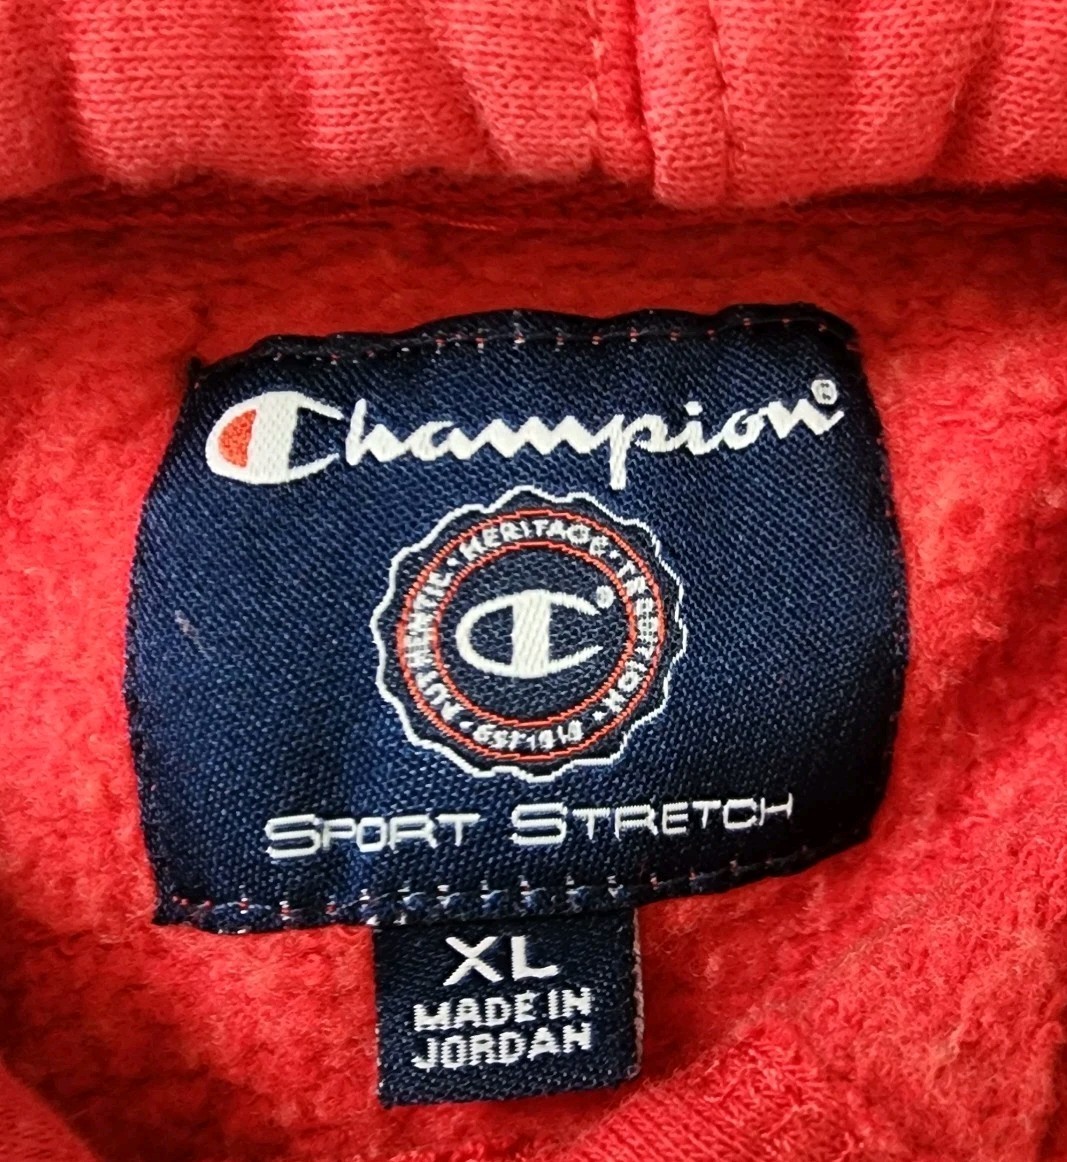 Champion®
AUTHENTIC • HERITAGE • TRADITION • EST 1919
C®
SPORT STRETCH
XL
MADE IN
JORDAN